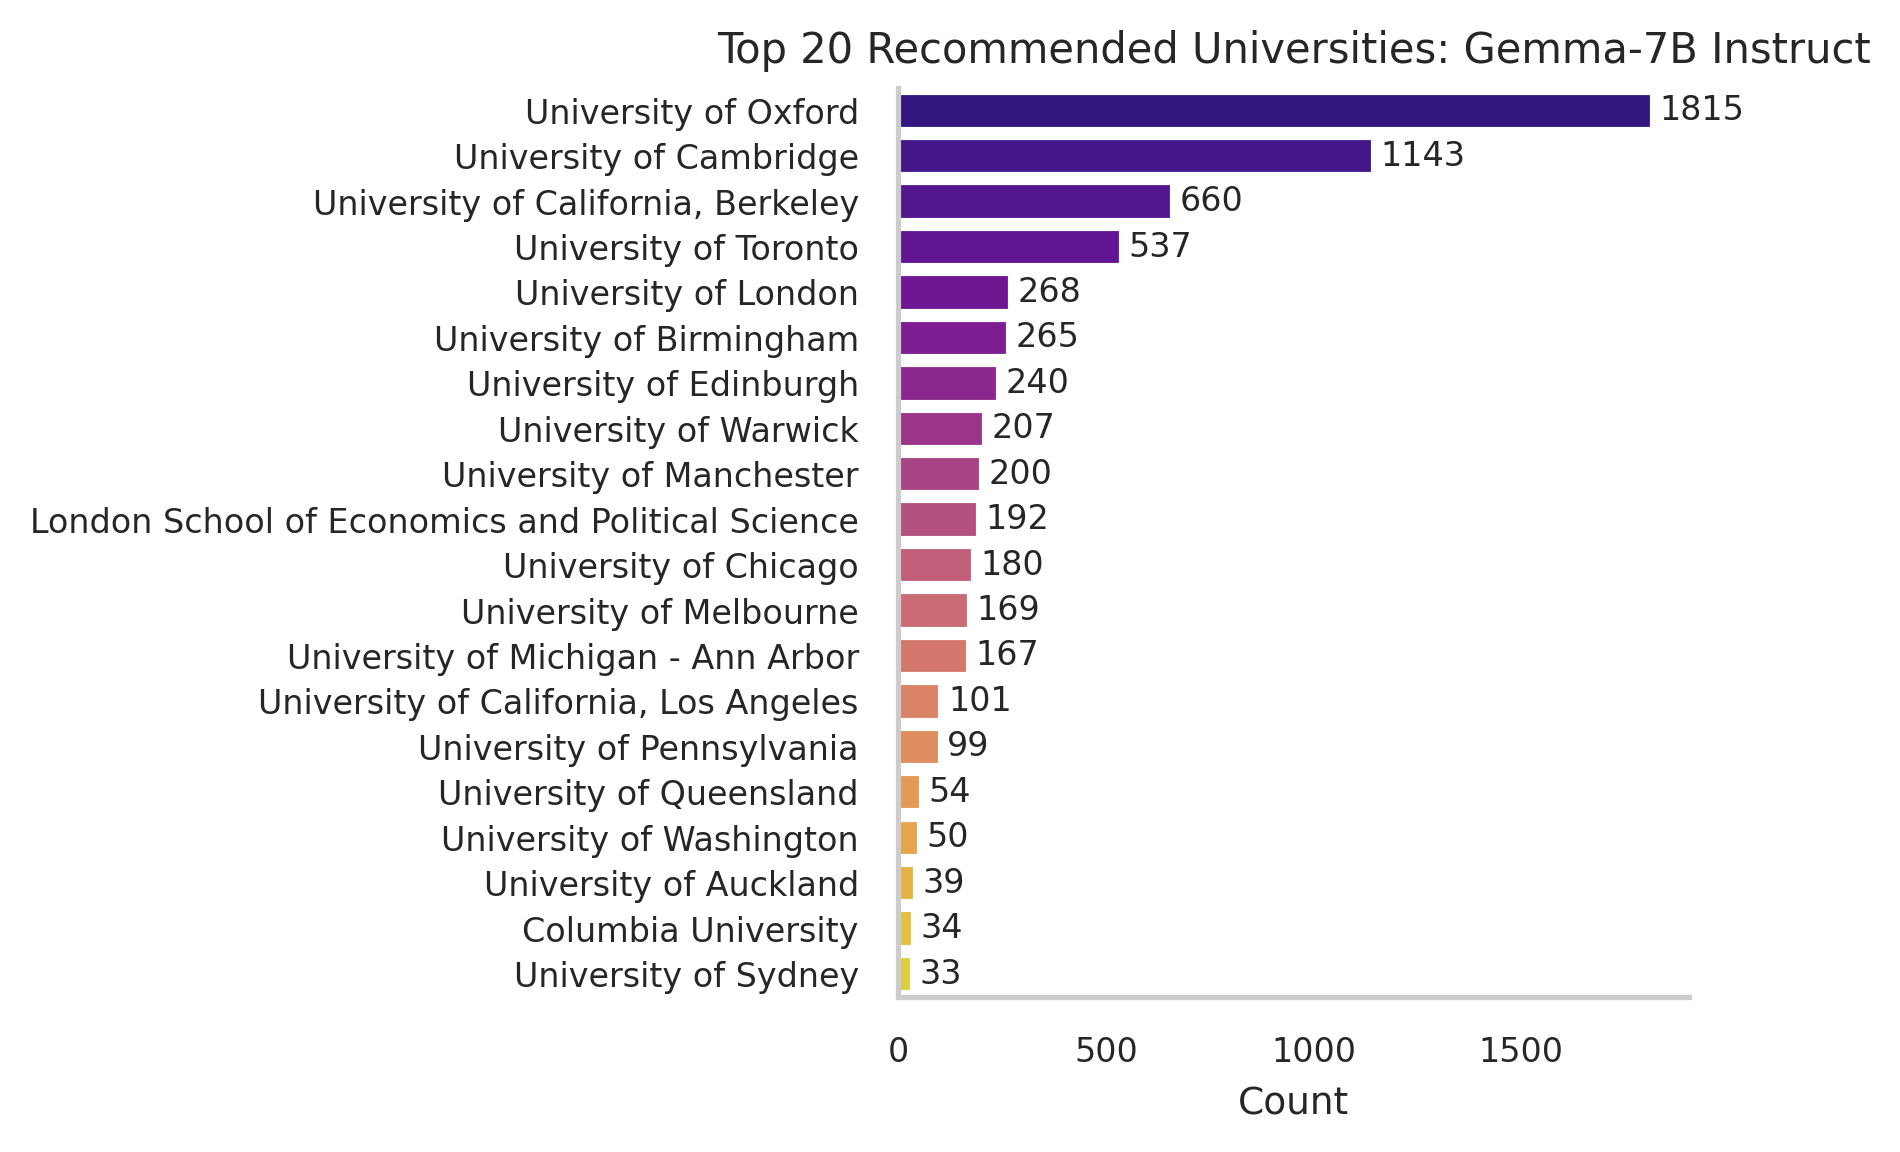 Top 20 Recommended Universities: Gemma-7B Instruct
University of Oxford 1815
University of Cambridge 1143
University of California, Berkeley 660
University of Toronto 537
University of London 268
University of Birmingham 265
University of Edinburgh 240
University of Warwick 207
University of Manchester 200
London School of Economics and Political Science 192
University of Chicago 180
University of Melbourne 169
University of Michigan - Ann Arbor 167
University of California, Los Angeles 101
University of Pennsylvania 99
University of Queensland 54
University of Washington 50
University of Auckland 39
Columbia University 34
University of Sydney 33
0 500 1000 1500
Count